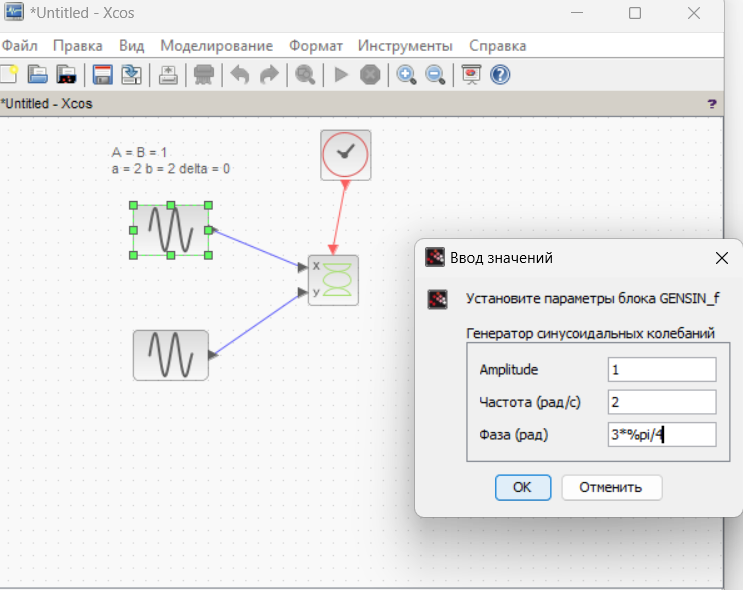 *Untitled - Xcos
Файл Правка Вид Моделирование Формат Инструменты Справка
*Untitled - Xcos ?
A = B = 1
a = 2 b = 2 delta = 0
x
y
Ввод значений
Установите параметры блока GENSIN_f
Генератор синусоидальных колебаний
Amplitude 1
Частота (рад/с) 2
Фаза (рад) 3*%pi/4
OK Отменить